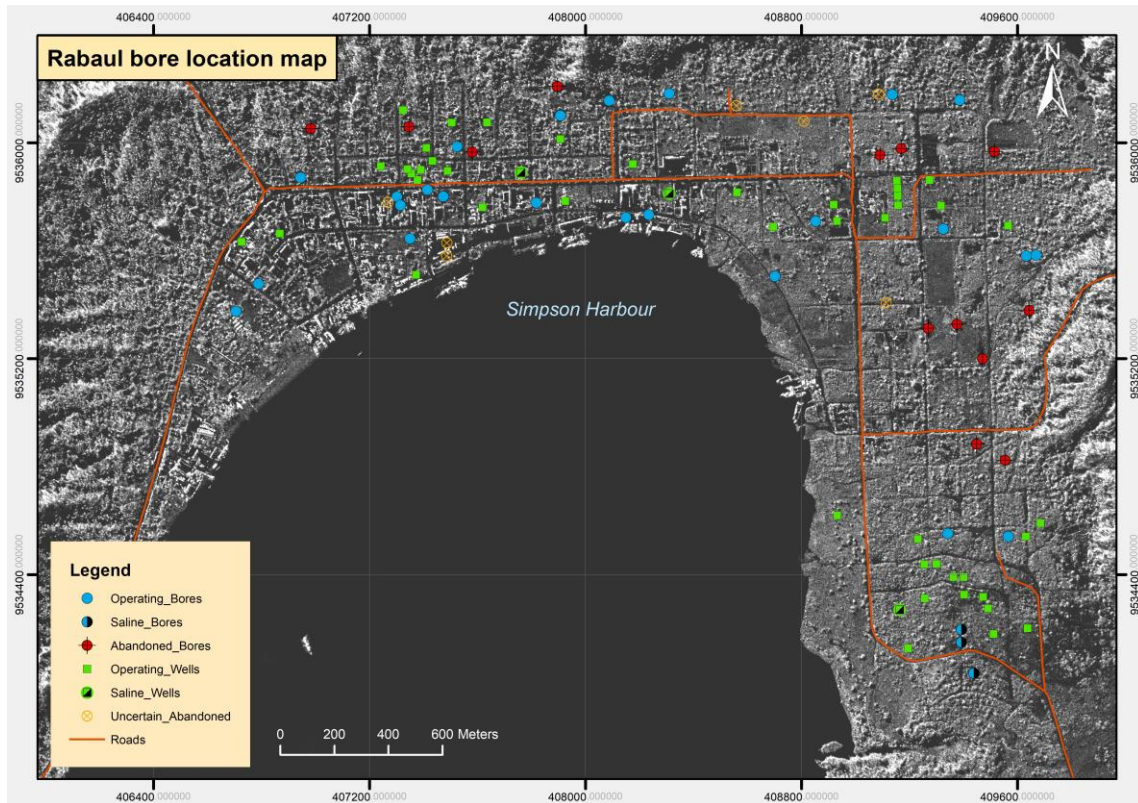 406400.000000 407200.000000 408000.000000 408800.000000 409600.000000
Rabaul bore location map
N
9536000.000000 9536000.000000
Simpson Harbour
9535200.000000 9535200.000000
9534400.000000 9534400.000000
Legend
Operating_Bores
Saline_Bores
Abandoned_Bores
Operating_Wells
Saline_Wells
Uncertain_Abandoned
Roads
0 200 400 600 Meters
406400.000000 407200.000000 408000.000000 408800.000000 409600.000000